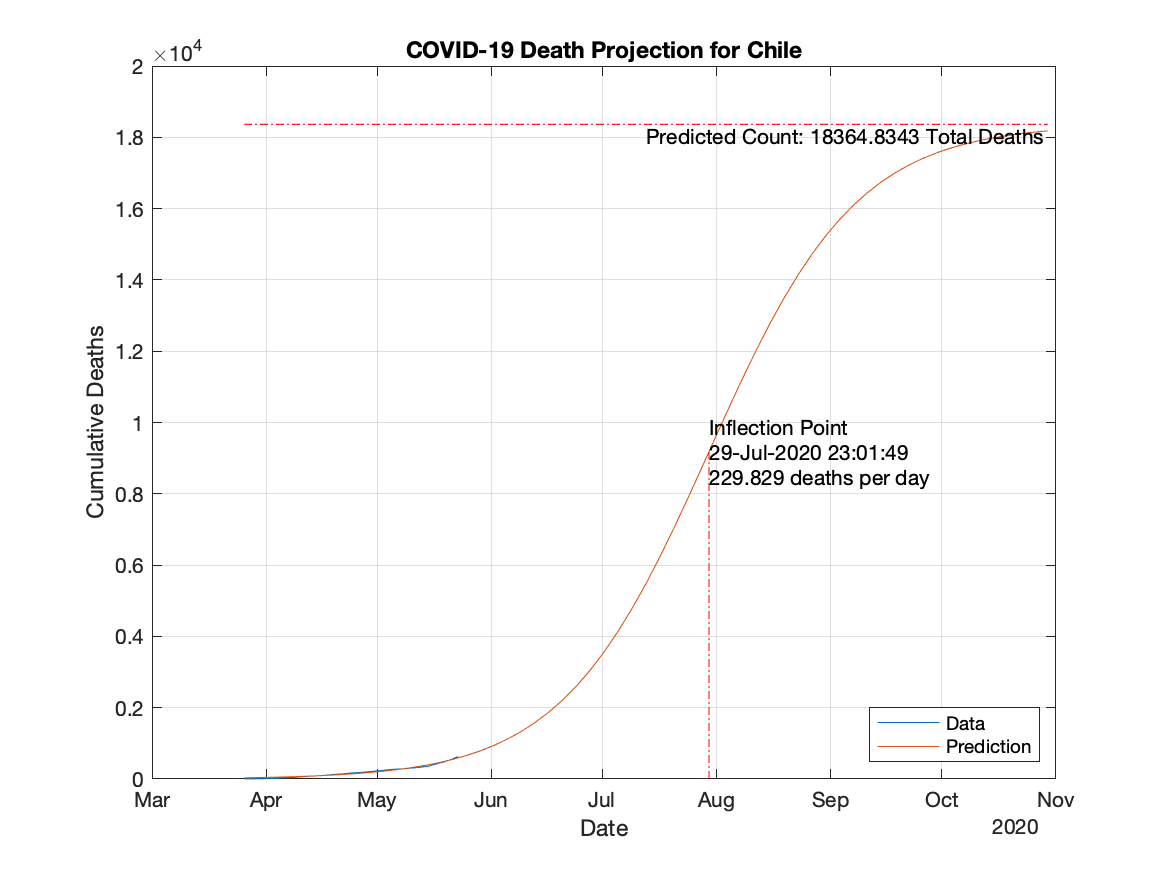 COVID-19 Death Projection for Chile
×10^4
2
1.8
1.6
1.4
1.2
1
0.8
0.6
0.4
0.2
0
Cumulative Deaths
Predicted Count: 18364.8343 Total Deaths
Inflection Point
29-Jul-2020 23:01:49
229.829 deaths per day
Data
Prediction
Mar Apr May Jun Jul Aug Sep Oct Nov
Date
2020